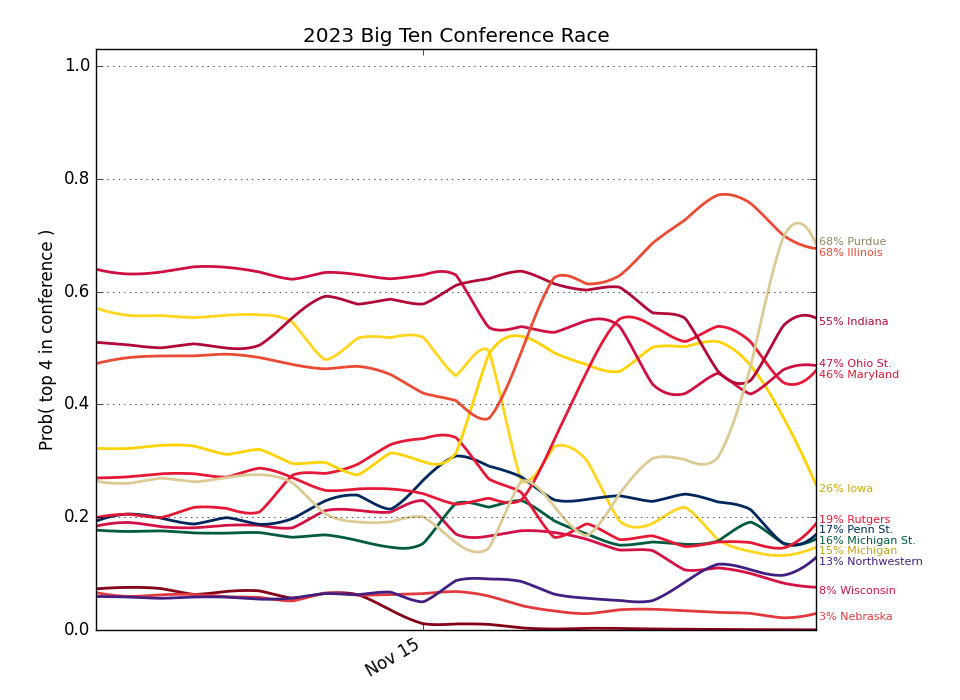 2023 Big Ten Conference Race
Prob( top 4 in conference )
1.0
0.8
0.6
0.4
0.2
0.0
Nov 15
68% Purdue
68% Illinois
55% Indiana
47% Ohio St.
46% Maryland
26% Iowa
19% Rutgers
17% Penn St.
16% Michigan St.
15% Michigan
13% Northwestern
8% Wisconsin
3% Nebraska